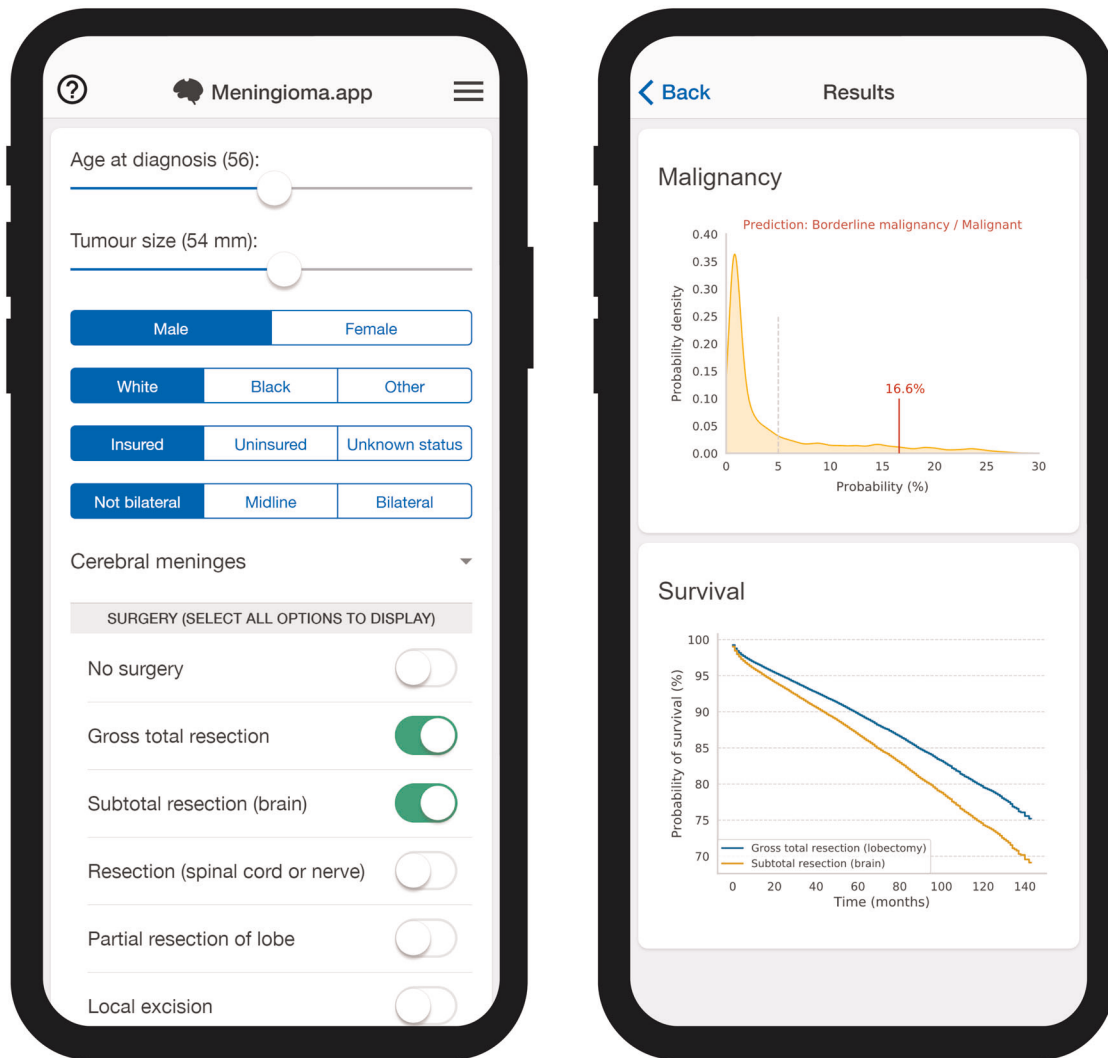 ?
Meningioma.app
Age at diagnosis (56):
Tumour size (54 mm):
Male Female
White Black Other
Insured Uninsured Unknown status
Not bilateral Midline Bilateral
Cerebral meninges
SURGERY (SELECT ALL OPTIONS TO DISPLAY)
No surgery
Gross total resection
Subtotal resection (brain)
Resection (spinal cord or nerve)
Partial resection of lobe
Local excision
Back Results
Malignancy
Prediction: Borderline malignancy / Malignant
0.40
0.35
0.30
0.25
0.20
0.15
0.10
0.05
0.00
Probability density
16.6%
0 5 10 15 20 25 30
Probability (%)
Survival
100
95
90
85
80
75
70
Probability of survival (%)
Gross total resection (lobectomy)
Subtotal resection (brain)
0 20 40 60 80 100 120 140
Time (months)